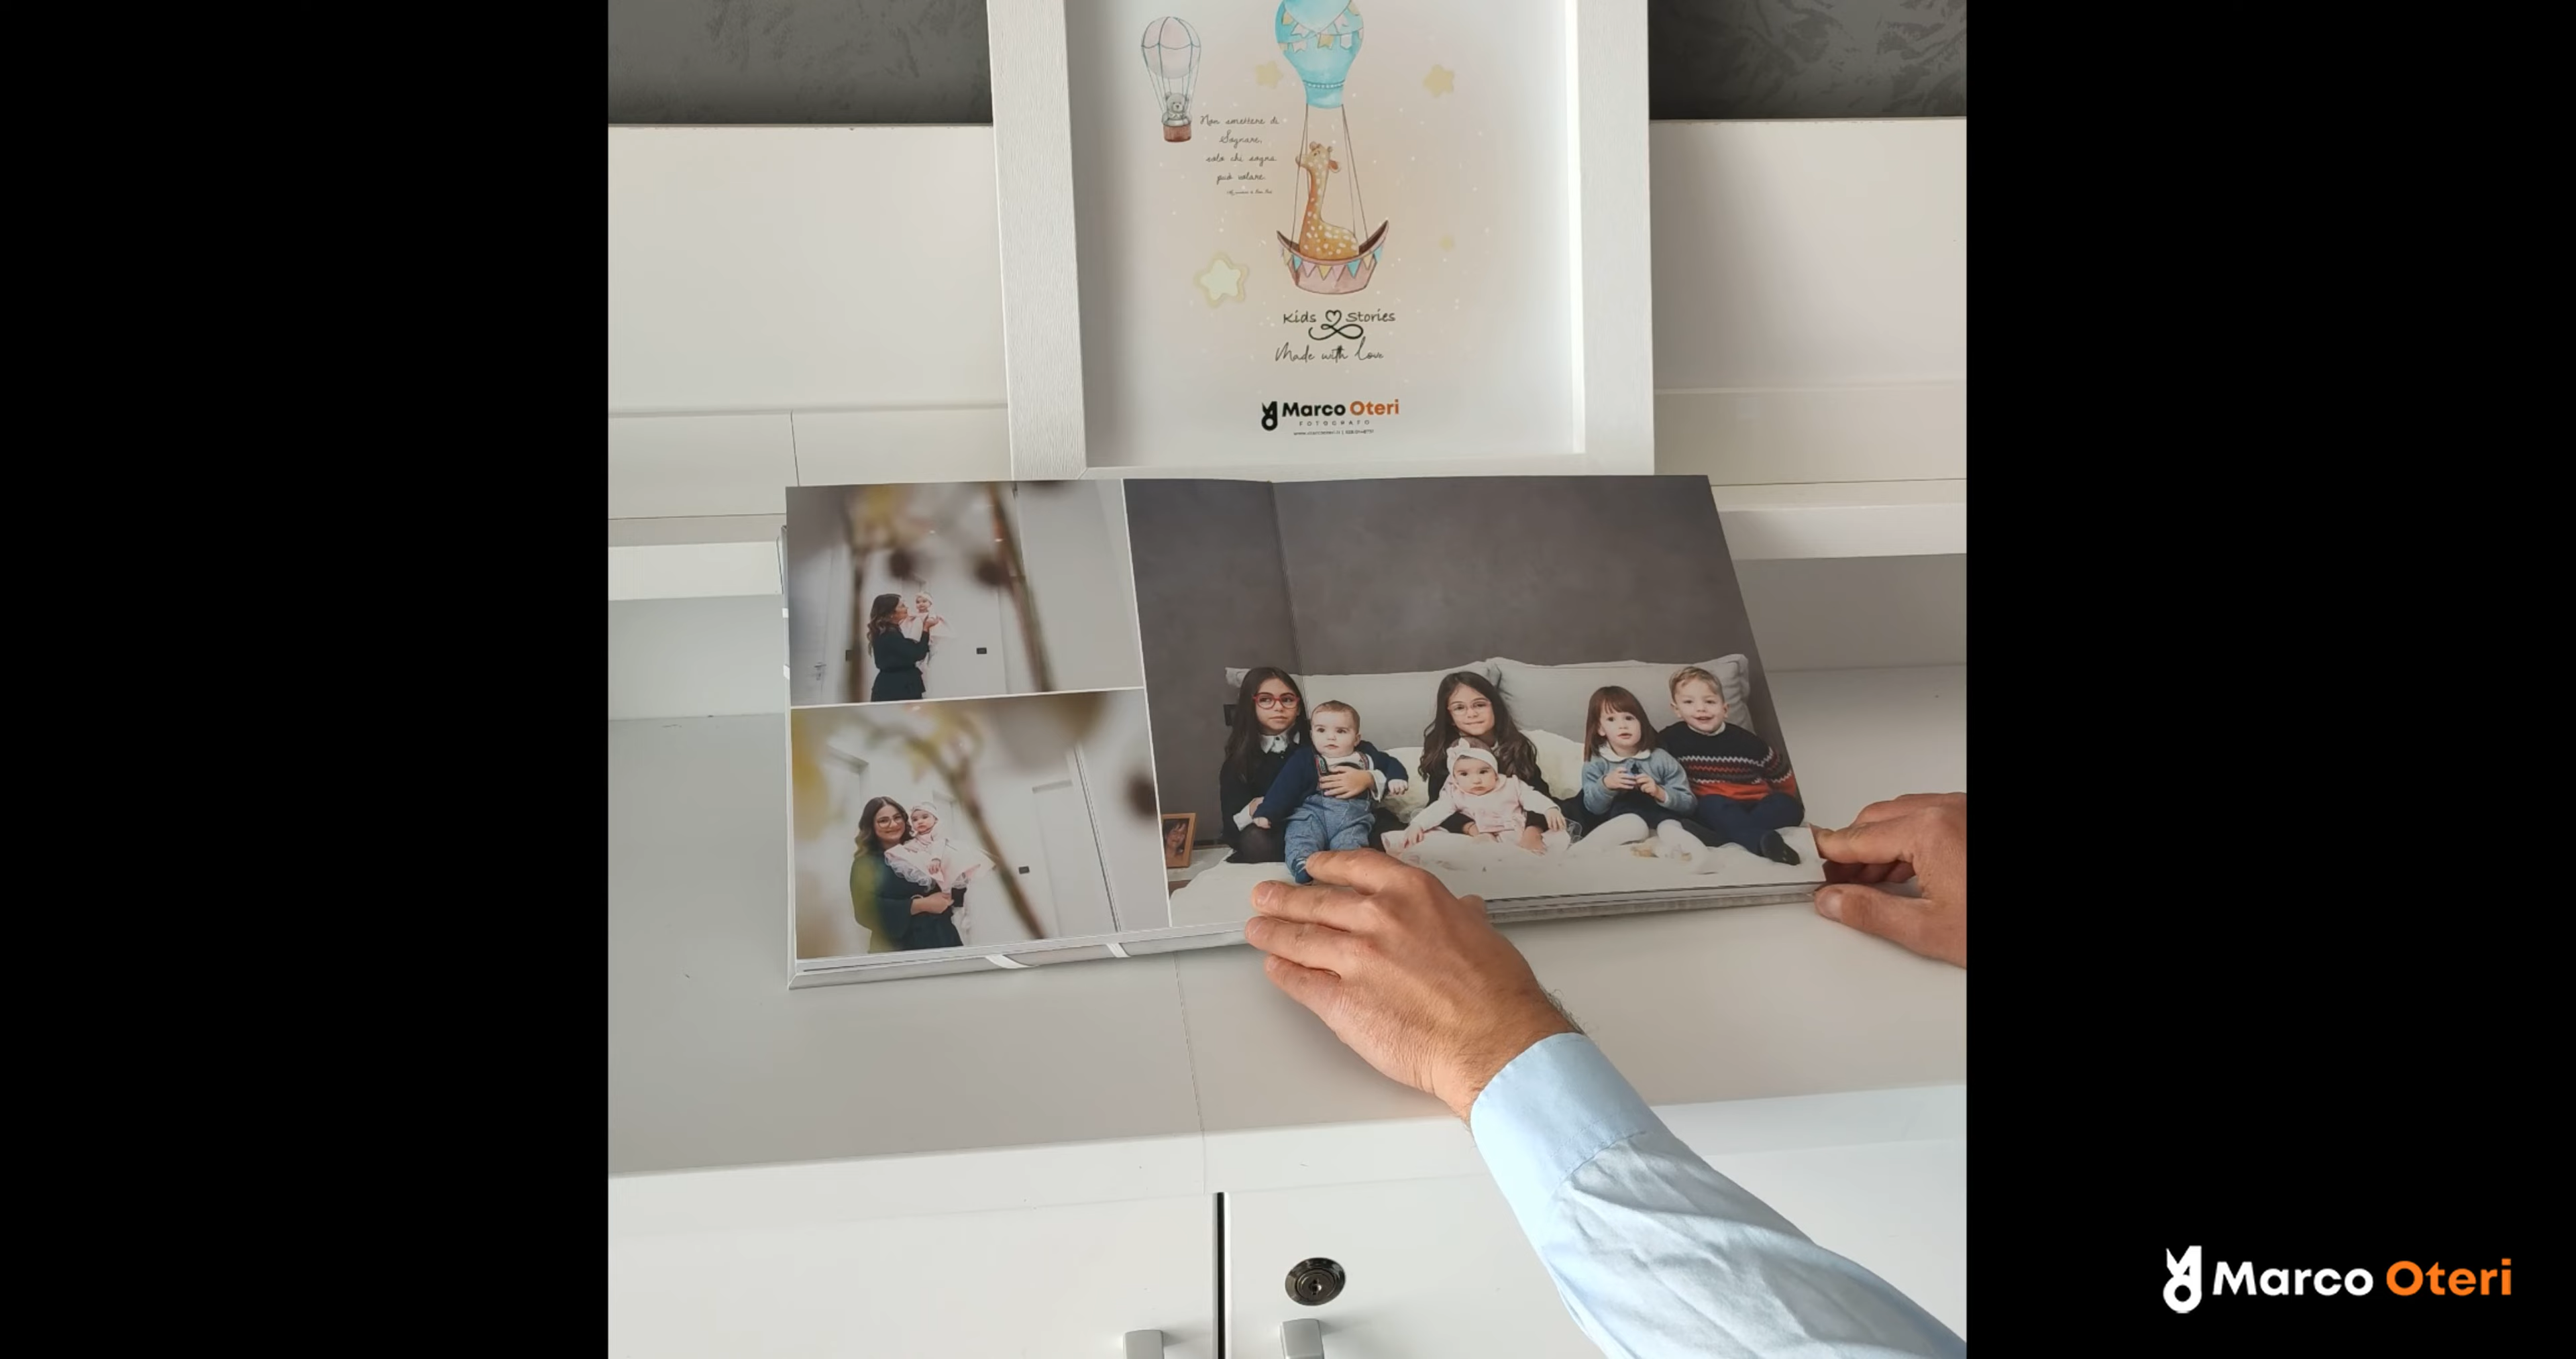 Non smettere di
Sognare,
solo chi sogna
può volare.
Kids Stories
Made with Love
Marco Oteri
FOTOGRAFO
Marco Oteri